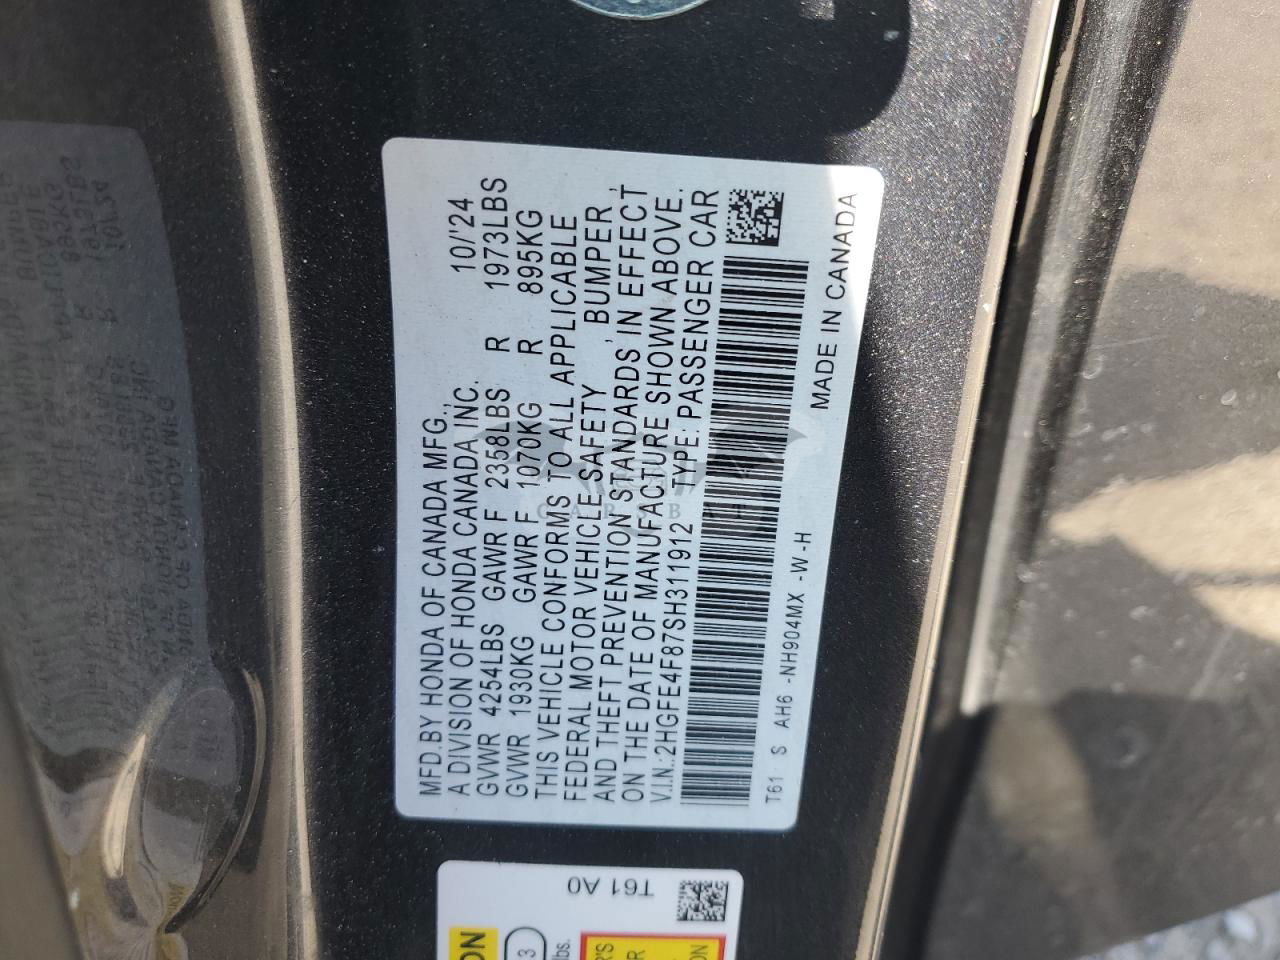 MFD.BY HONDA OF CANADA MFG.,
A DIVISION OF HONDA CANADA INC. 10/'24
GVWR 4254LBS GAWR F 2358LBS R 1973LBS
GVWR 1930KG GAWR F 1070KG R 895KG
THIS VEHICLE CONFORMS TO ALL APPLICABLE
FEDERAL MOTOR VEHICLE SAFETY , BUMPER ,
AND THEFT PREVENTION STANDARDS IN EFFECT
ON THE DATE OF MANUFACTURE SHOWN ABOVE.
V.I.N.:2HGFE4F87SH311912 TYPE: PASSENGER CAR
T61 S AH6 -NH904MX -W-H MADE IN CANADA
CARSBAT
T61 A0
3
lbs.